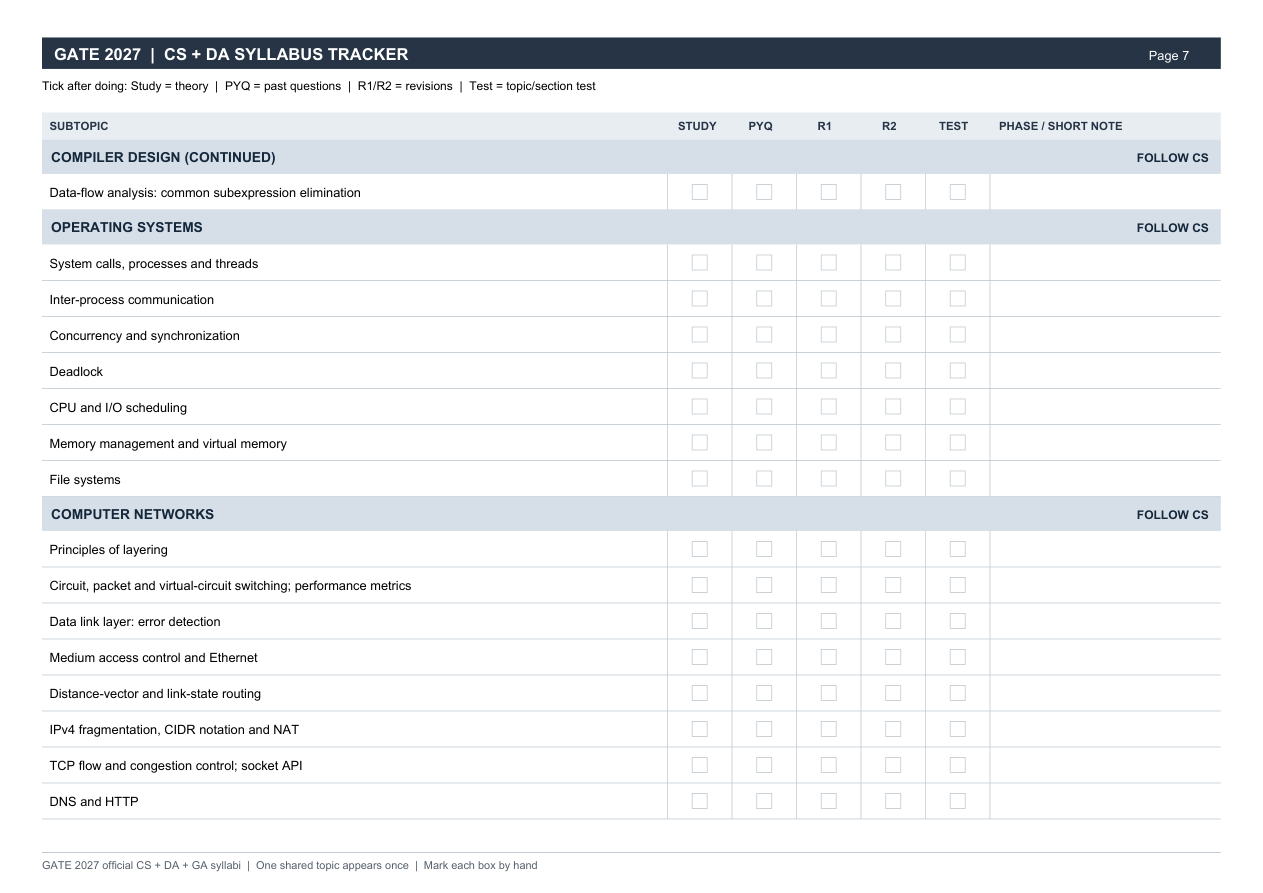 GATE 2027 | CS + DA SYLLABUS TRACKER Page 7
Tick after doing: Study = theory | PYQ = past questions | R1/R2 = revisions | Test = topic/section test
SUBTOPIC STUDY PYQ R1 R2 TEST PHASE / SHORT NOTE
COMPILER DESIGN (CONTINUED) FOLLOW CS
Data-flow analysis: common subexpression elimination
OPERATING SYSTEMS FOLLOW CS
System calls, processes and threads
Inter-process communication
Concurrency and synchronization
Deadlock
CPU and I/O scheduling
Memory management and virtual memory
File systems
COMPUTER NETWORKS FOLLOW CS
Principles of layering
Circuit, packet and virtual-circuit switching; performance metrics
Data link layer: error detection
Medium access control and Ethernet
Distance-vector and link-state routing
IPv4 fragmentation, CIDR notation and NAT
TCP flow and congestion control; socket API
DNS and HTTP
GATE 2027 official CS + DA + GA syllabi | One shared topic appears once | Mark each box by hand